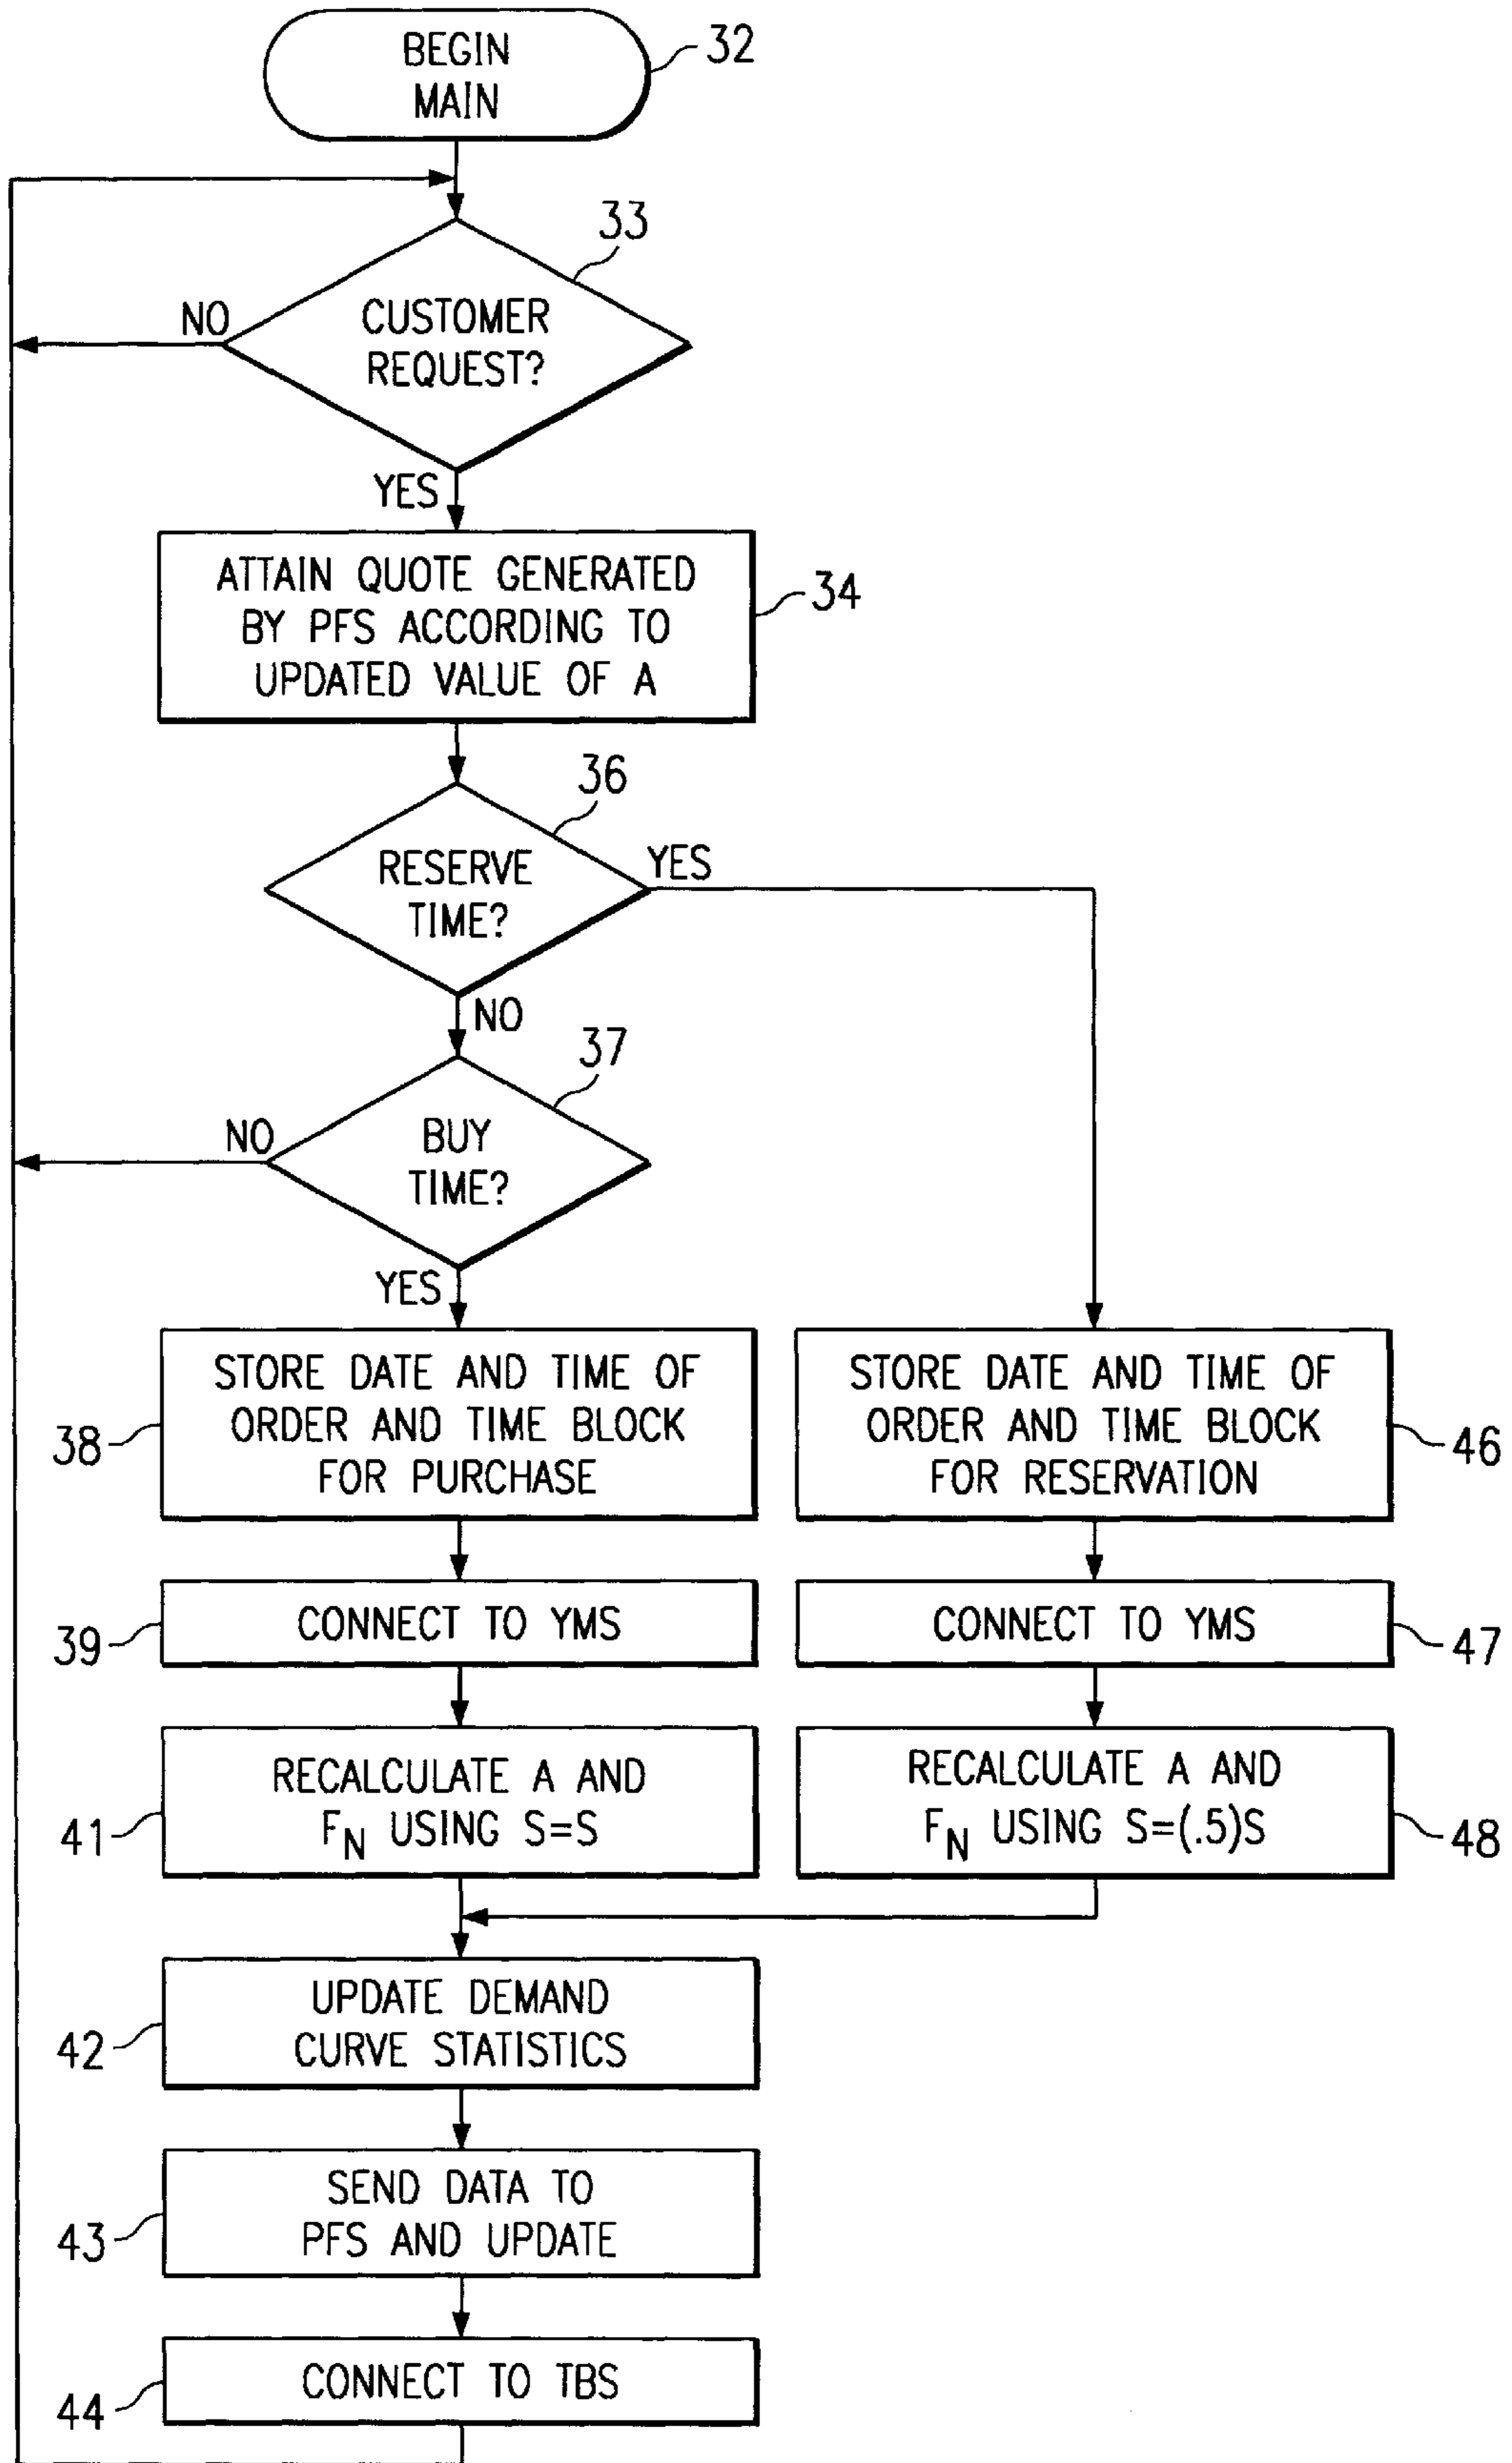 BEGIN
MAIN
32
33
CUSTOMER
REQUEST?
NO
YES
ATTAIN QUOTE GENERATED
BY PFS ACCORDING TO
UPDATED VALUE OF A
34
36
RESERVE
TIME?
YES
NO
37
BUY
TIME?
NO
YES
STORE DATE AND TIME OF
ORDER AND TIME BLOCK
FOR PURCHASE
38
STORE DATE AND TIME OF
ORDER AND TIME BLOCK
FOR RESERVATION
46
CONNECT TO YMS
39
CONNECT TO YMS
47
RECALCULATE A AND
F_N USING S=S
41
RECALCULATE A AND
F_N USING S=(.5)S
48
UPDATE DEMAND
CURVE STATISTICS
42
SEND DATA TO
PFS AND UPDATE
43
CONNECT TO TBS
44